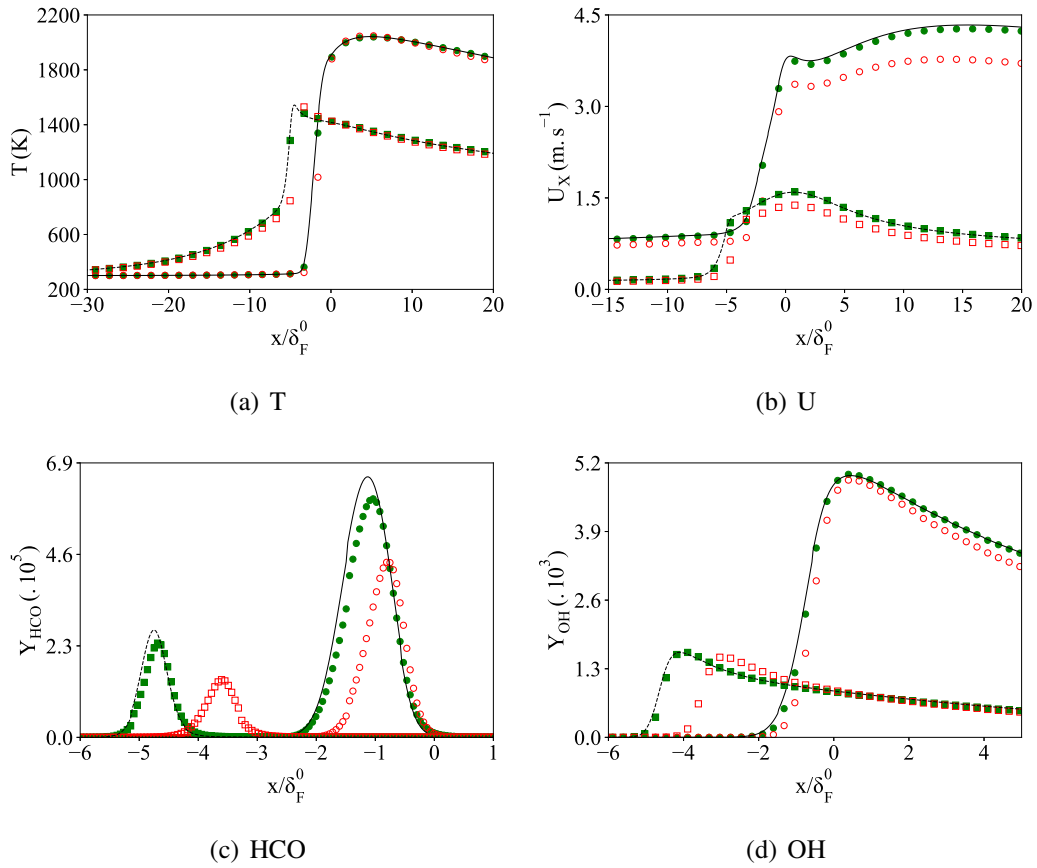 2200
1800
1400
1000
600
200
T (K)
−30 −20 −10 0 10 20
x/δ_F^0
(a) T
4.5
3.0
1.5
0.0
U_X (m.s^−1)
−15 −10 −5 0 5 10 15 20
x/δ_F^0
(b) U
6.9
4.6
2.3
0.0
Y_HCO (.10^5)
−6 −5 −4 −3 −2 −1 0 1
x/δ_F^0
(c) HCO
5.2
3.9
2.6
1.3
0.0
Y_OH (.10^3)
−6 −4 −2 0 2 4
x/δ_F^0
(d) OH